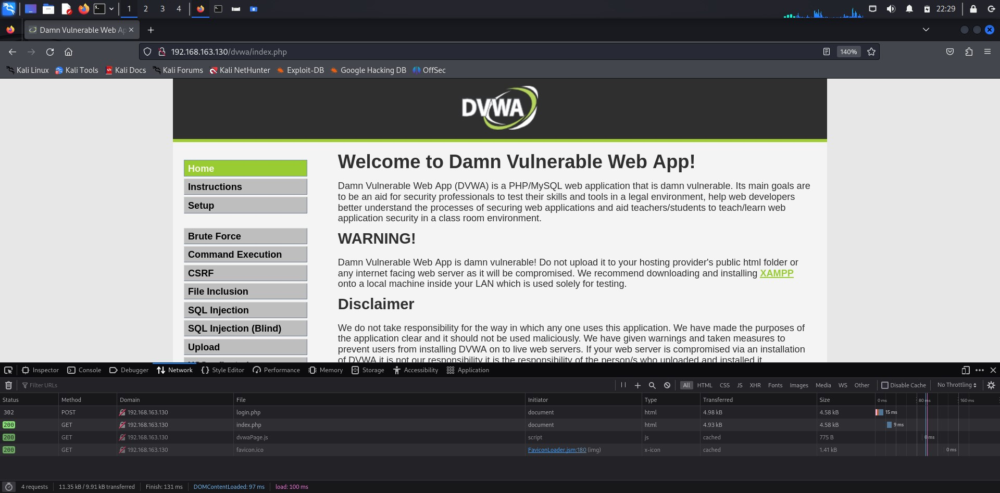 1 2 3 4 22:29
Damn Vulnerable Web Ap
192.168.163.130/dvwa/index.php 140%
Kali Linux Kali Tools Kali Docs Kali Forums Kali NetHunter Exploit-DB Google Hacking DB OffSec
DVWA
Home
Instructions
Setup
Brute Force
Command Execution
CSRF
File Inclusion
SQL Injection
SQL Injection (Blind)
Upload
Welcome to Damn Vulnerable Web App!
Damn Vulnerable Web App (DVWA) is a PHP/MySQL web application that is damn vulnerable. Its main goals are
to be an aid for security professionals to test their skills and tools in a legal environment, help web developers
better understand the processes of securing web applications and aid teachers/students to teach/learn web
application security in a class room environment.
WARNING!
Damn Vulnerable Web App is damn vulnerable! Do not upload it to your hosting provider's public html folder or
any internet facing web server as it will be compromised. We recommend downloading and installing XAMPP
onto a local machine inside your LAN which is used solely for testing.
Disclaimer
We do not take responsibility for the way in which any one uses this application. We have made the purposes of
the application clear and it should not be used maliciously. We have given warnings and taken measures to
prevent users from installing DVWA on to live web servers. If your web server is compromised via an installation
of DVWA it is not our responsibility it is the responsibility of the person/s who uploaded and installed it
Inspector Console Debugger Network Style Editor Performance Memory Storage Accessibility Application
Filter URLs All HTML CSS JS XHR Fonts Images Media WS Other Disable Cache No Throttling
Status Method Domain File Initiator Type Transferred Size 0 ms 80 ms 160 ms
302 POST 192.168.163.130 login.php document html 4.98 kB 4.58 kB 15 ms
200 GET 192.168.163.130 index.php document html 4.93 kB 4.58 kB 9 ms
200 GET 192.168.163.130 dvwaPage.js script js cached 775 B 0 ms
200 GET 192.168.163.130 favicon.ico FaviconLoader.jsm:180 (img) x-icon cached 1.41 kB 0 ms
4 requests 11.35 kB / 9.91 kB transferred Finish: 131 ms DOMContentLoaded: 97 ms load: 100 ms